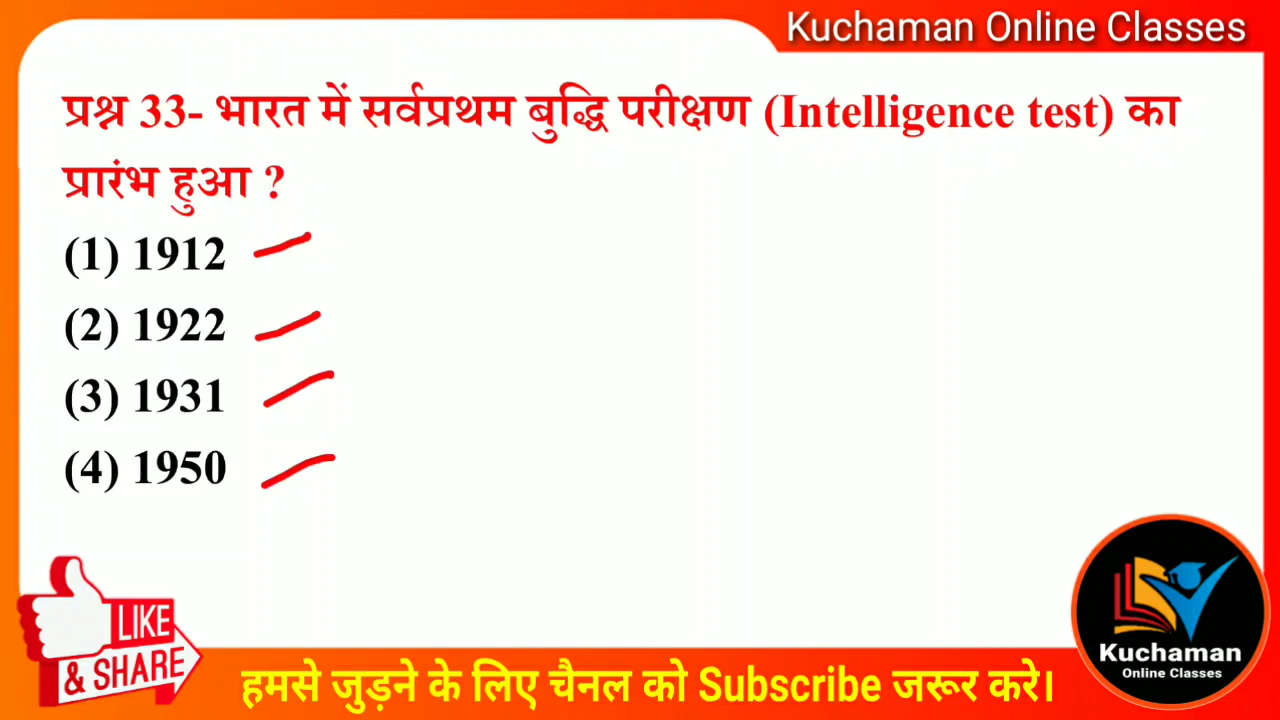 Kuchaman Online Classes
प्रश्न 33- भारत में सर्वप्रथम बुद्धि परीक्षण (Intelligence test) का
प्रारंभ हुआ ?
(1) 1912
(2) 1922
(3) 1931
(4) 1950
LIKE
& SHARE
हमसे जुड़ने के लिए चैनल को Subscribe जरूर करे।
Kuchaman
Online Classes